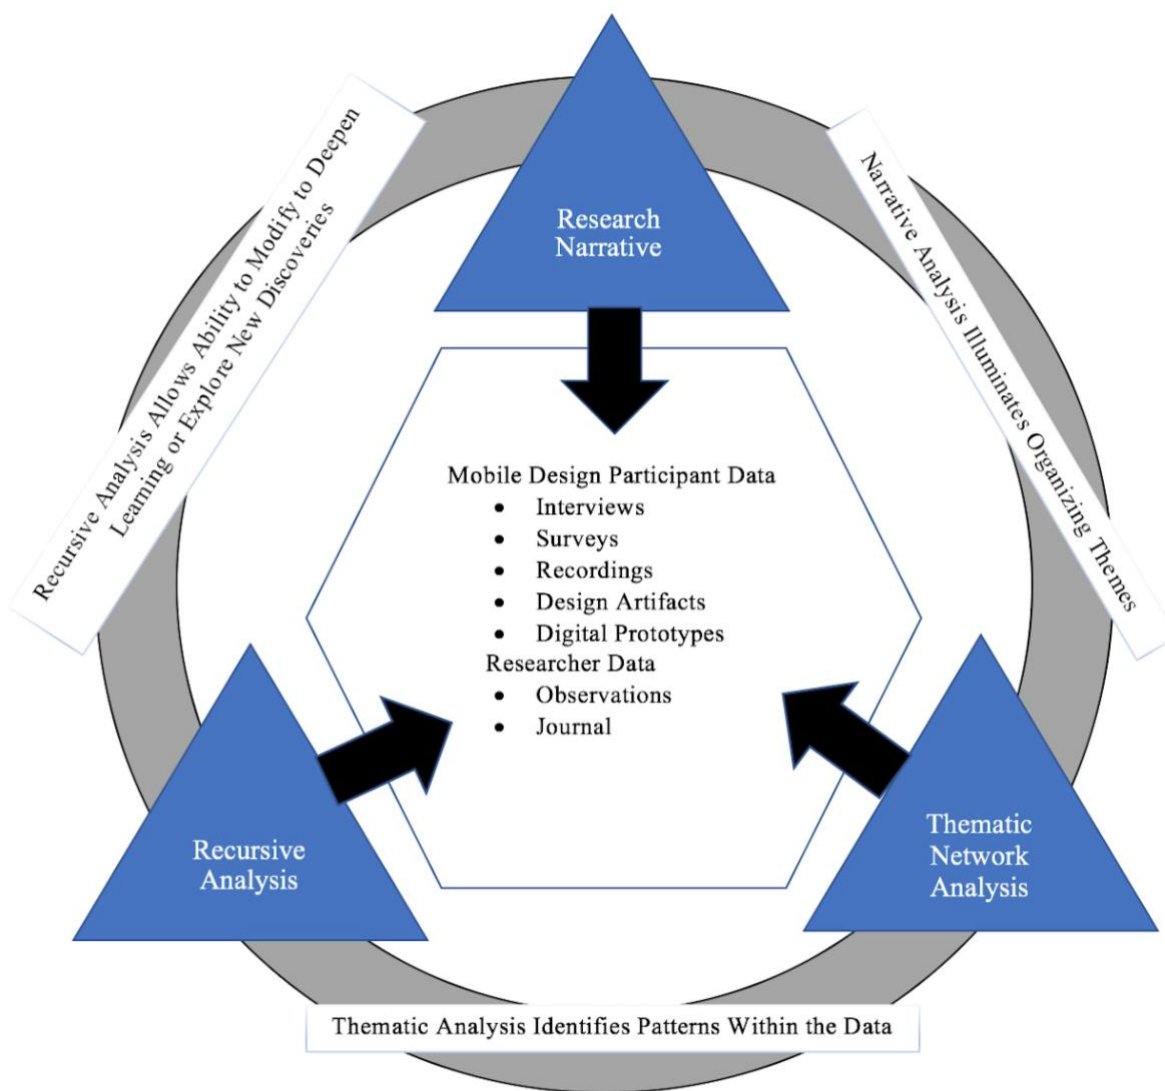 Research
Narrative
Recursive Analysis Allows Ability to Modify to Deepen
Learning or Explore New Discoveries
Narrative Analysis Illuminates Organizing Themes
Mobile Design Participant Data
• Interviews
• Surveys
• Recordings
• Design Artifacts
• Digital Prototypes
Researcher Data
• Observations
• Journal
Recursive
Analysis
Thematic
Network
Analysis
Thematic Analysis Identifies Patterns Within the Data